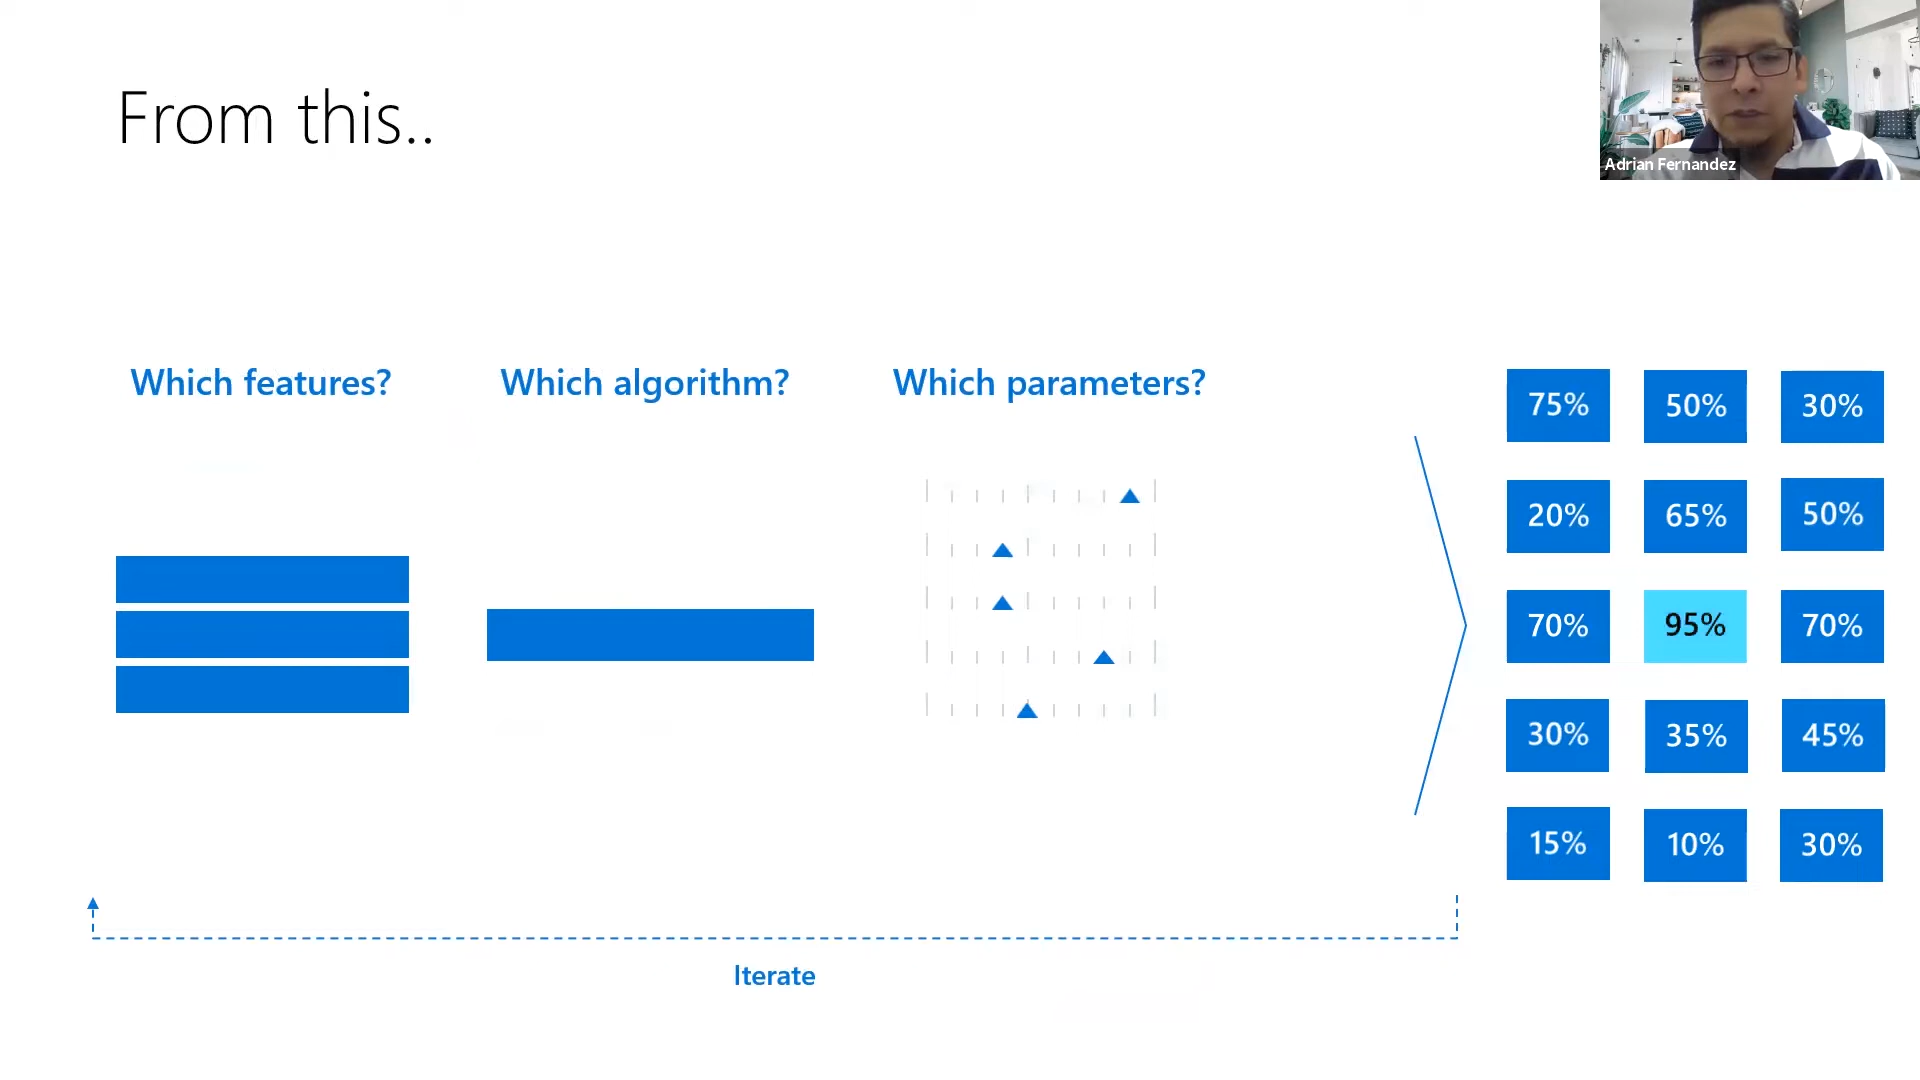 From this..
Adrian Fernandez
Which features?
Which algorithm?
Which parameters?
75% 50% 30%
20% 65% 50%
70% 95% 70%
30% 35% 45%
15% 10% 30%
Iterate